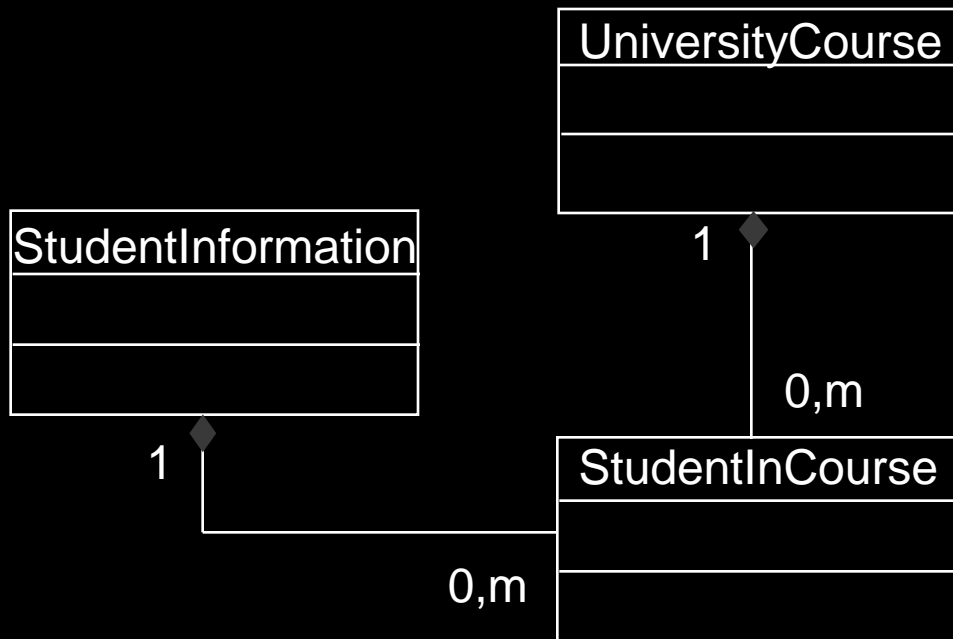 UniversityCourse
StudentInformation
1
0,m
1
StudentInCourse
0,m